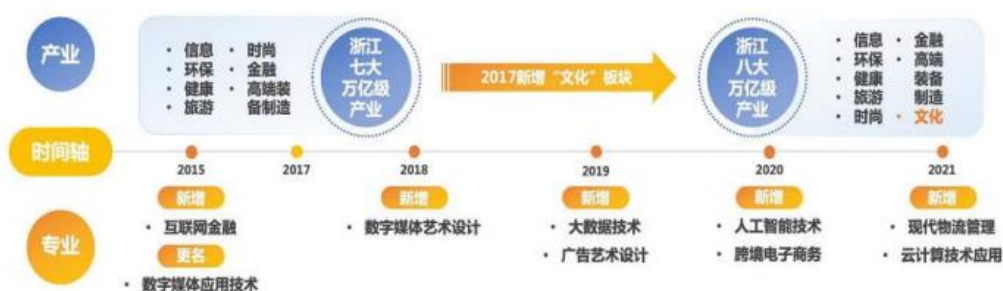 产业
• 信息 • 时尚
• 环保 • 金融
• 健康 • 高端装
• 旅游 备制造
浙江
七大
万亿级
产业
2017新增“文化”板块
浙江
八大
万亿级
产业
• 信息 • 金融
• 环保 • 高端
• 健康 装备
• 旅游 制造
• 时尚 • 文化
时间轴
2015
2017
2018
2019
2020
2021
专业
新增
• 互联网金融
更名
• 数字媒体应用技术
新增
• 数字媒体艺术设计
新增
• 大数据技术
• 广告艺术设计
新增
• 人工智能技术
• 跨境电子商务
新增
• 现代物流管理
• 云计算技术应用